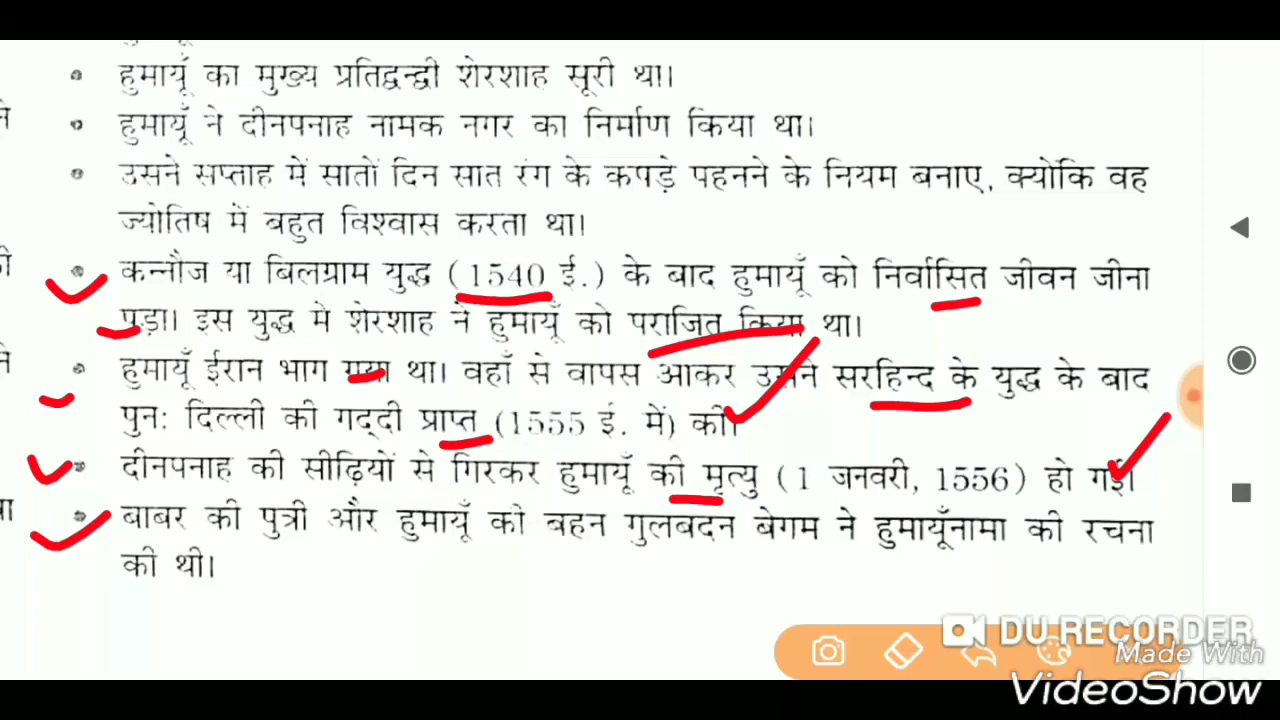 • हुमायूँ का मुख्य प्रतिद्वन्द्वी शेरशाह सूरी था।
• हुमायूँ ने दीनपनाह नामक नगर का निर्माण किया था।
• उसने सप्ताह में सातों दिन सात रंग के कपड़े पहनने के नियम बनाए, क्योंकि वह
ज्योतिष में बहुत विश्वास करता था।
• कन्नौज या बिलग्राम युद्ध (1540 ई.) के बाद हुमायूँ को निर्वासित जीवन जीना
पड़ा। इस युद्ध में शेरशाह ने हुमायूँ को पराजित किया था।
• हुमायूँ ईरान भाग गया था। वहाँ से वापस आकर उसने सरहिन्द के युद्ध के बाद
पुनः दिल्ली की गद्दी प्राप्त (1555 ई. में) की।
• दीनपनाह की सीढ़ियों से गिरकर हुमायूँ की मृत्यु (1 जनवरी, 1556) हो गई।
• बाबर की पुत्री और हुमायूँ की बहन गुलबदन बेगम ने हुमायूँनामा की रचना
की थी।
DU RECORDER
Made With
VideoShow